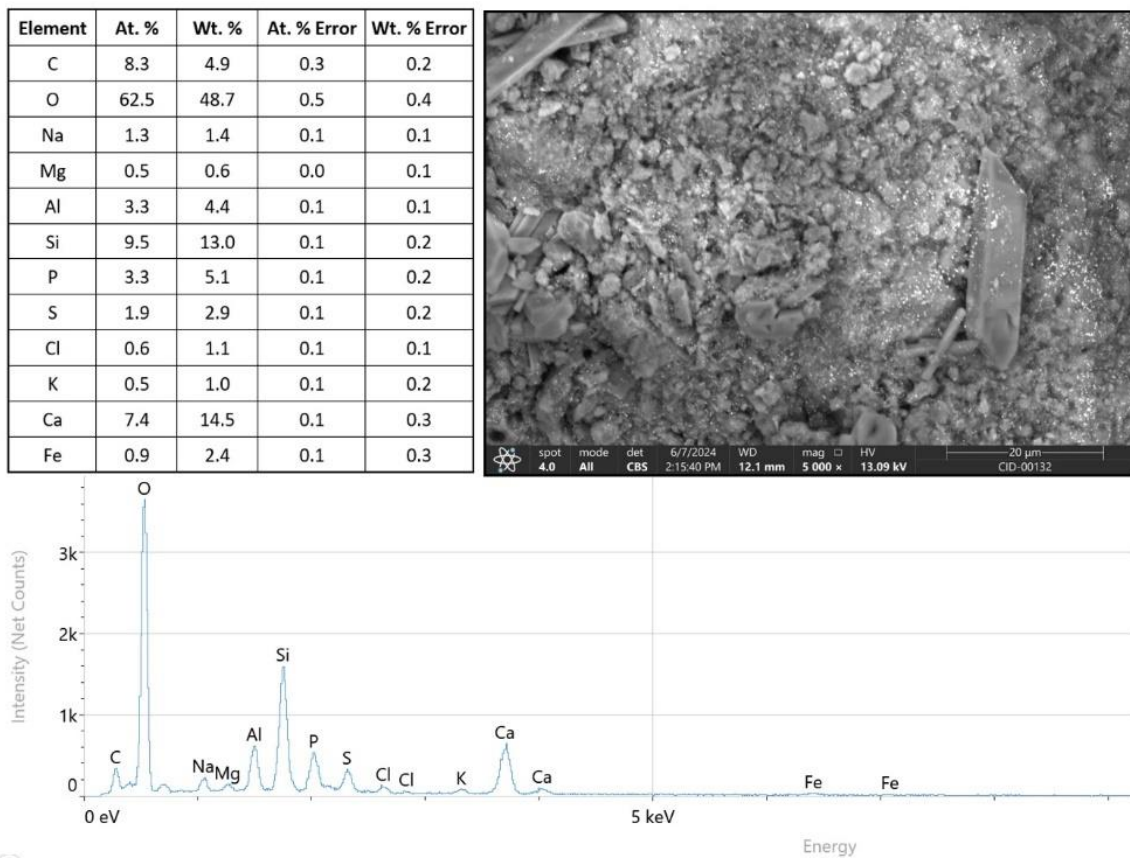 Element At. % Wt. % At. % Error Wt. % Error
C 8.3 4.9 0.3 0.2
O 62.5 48.7 0.5 0.4
Na 1.3 1.4 0.1 0.1
Mg 0.5 0.6 0.0 0.1
Al 3.3 4.4 0.1 0.1
Si 9.5 13.0 0.1 0.2
P 3.3 5.1 0.1 0.2
S 1.9 2.9 0.1 0.2
Cl 0.6 1.1 0.1 0.1
K 0.5 1.0 0.1 0.2
Ca 7.4 14.5 0.1 0.3
Fe 0.9 2.4 0.1 0.3
spot mode det 6/7/2024 WD mag HV 20 µm
4.0 All CBS 2:15:40 PM 12.1 mm 5 000 × 13.09 kV CID-00132
O
3k
2k
Si
1k
Al
P
Ca
C
S
Na
Mg
Cl
Cl
K
Ca
Fe
Fe
0
0 eV
5 keV
Energy
Intensity (Net Counts)